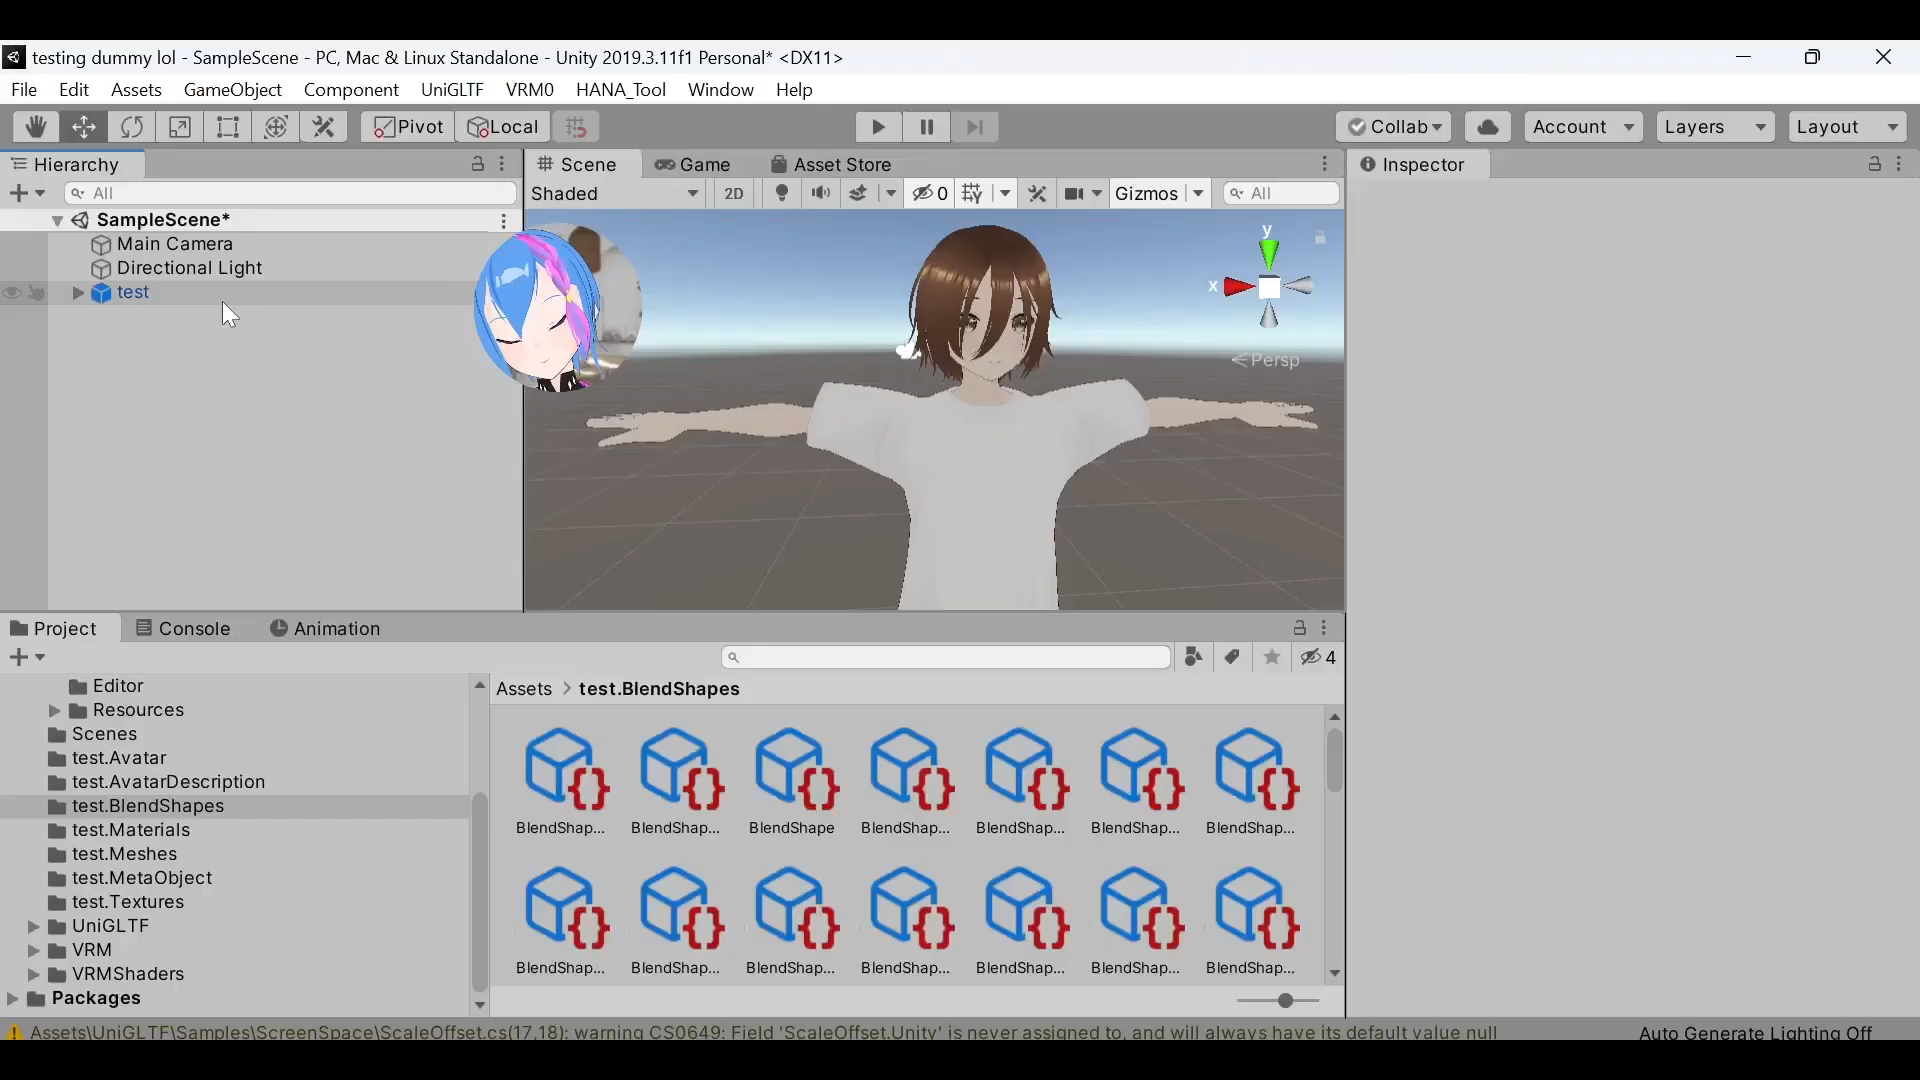 testing dummy lol - SampleScene - PC, Mac & Linux Standalone - Unity 2019.3.11f1 Personal* <DX11>
File Edit Assets GameObject Component UniGLTF VRM0 HANA_Tool Window Help
Pivot Local Collab Account Layers Layout
Hierarchy Scene Game Asset Store Inspector
All Shaded 2D 0 Gizmos All
SampleScene*
Main Camera
Directional Light
test
y
x
Persp
Project Console Animation
4
Assets > test.BlendShapes
Editor
Resources
Scenes
test.Avatar
test.AvatarDescription
test.BlendShapes
test.Materials
test.Meshes
test.MetaObject
test.Textures
UniGLTF
VRM
VRMShaders
Packages
BlendShap... BlendShap... BlendShape BlendShap... BlendShap... BlendShap... BlendShap...
BlendShap... BlendShap... BlendShap... BlendShap... BlendShap... BlendShap... BlendShap...
Assets\UniGLTF\Samples\ScreenSpace\ScaleOffset.cs(17,18): warning CS0649: Field 'ScaleOffset.Unity' is never assigned to, and will always have its default value null
Auto Generate Lighting Off